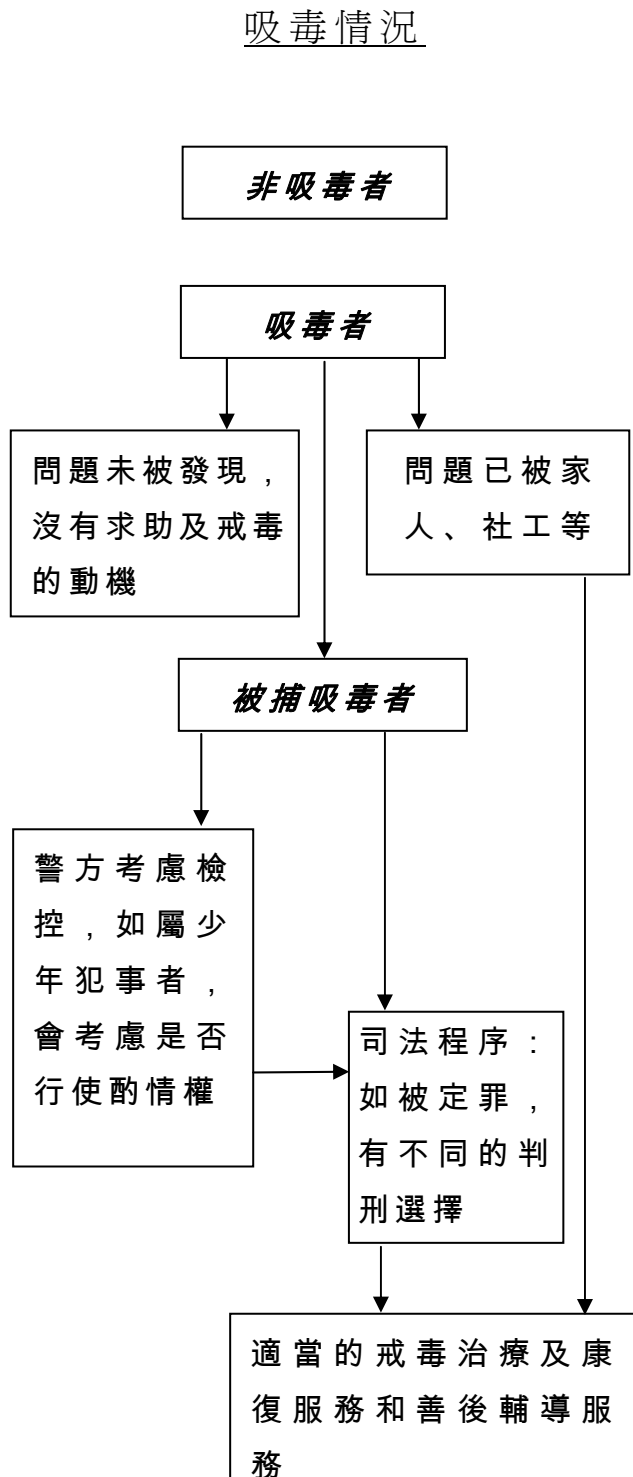 吸毒情況
非吸毒者
吸毒者
問題未被發現，
沒有求助及戒毒
的動機
問題已被家
人、社工等
被捕吸毒者
警方考慮檢
控，如屬少
年犯事者，
會考慮是否
行使酌情權
司法程序：
如被定罪，
有不同的判
刑選擇
適當的戒毒治療及康
復服務和善後輔導服
務